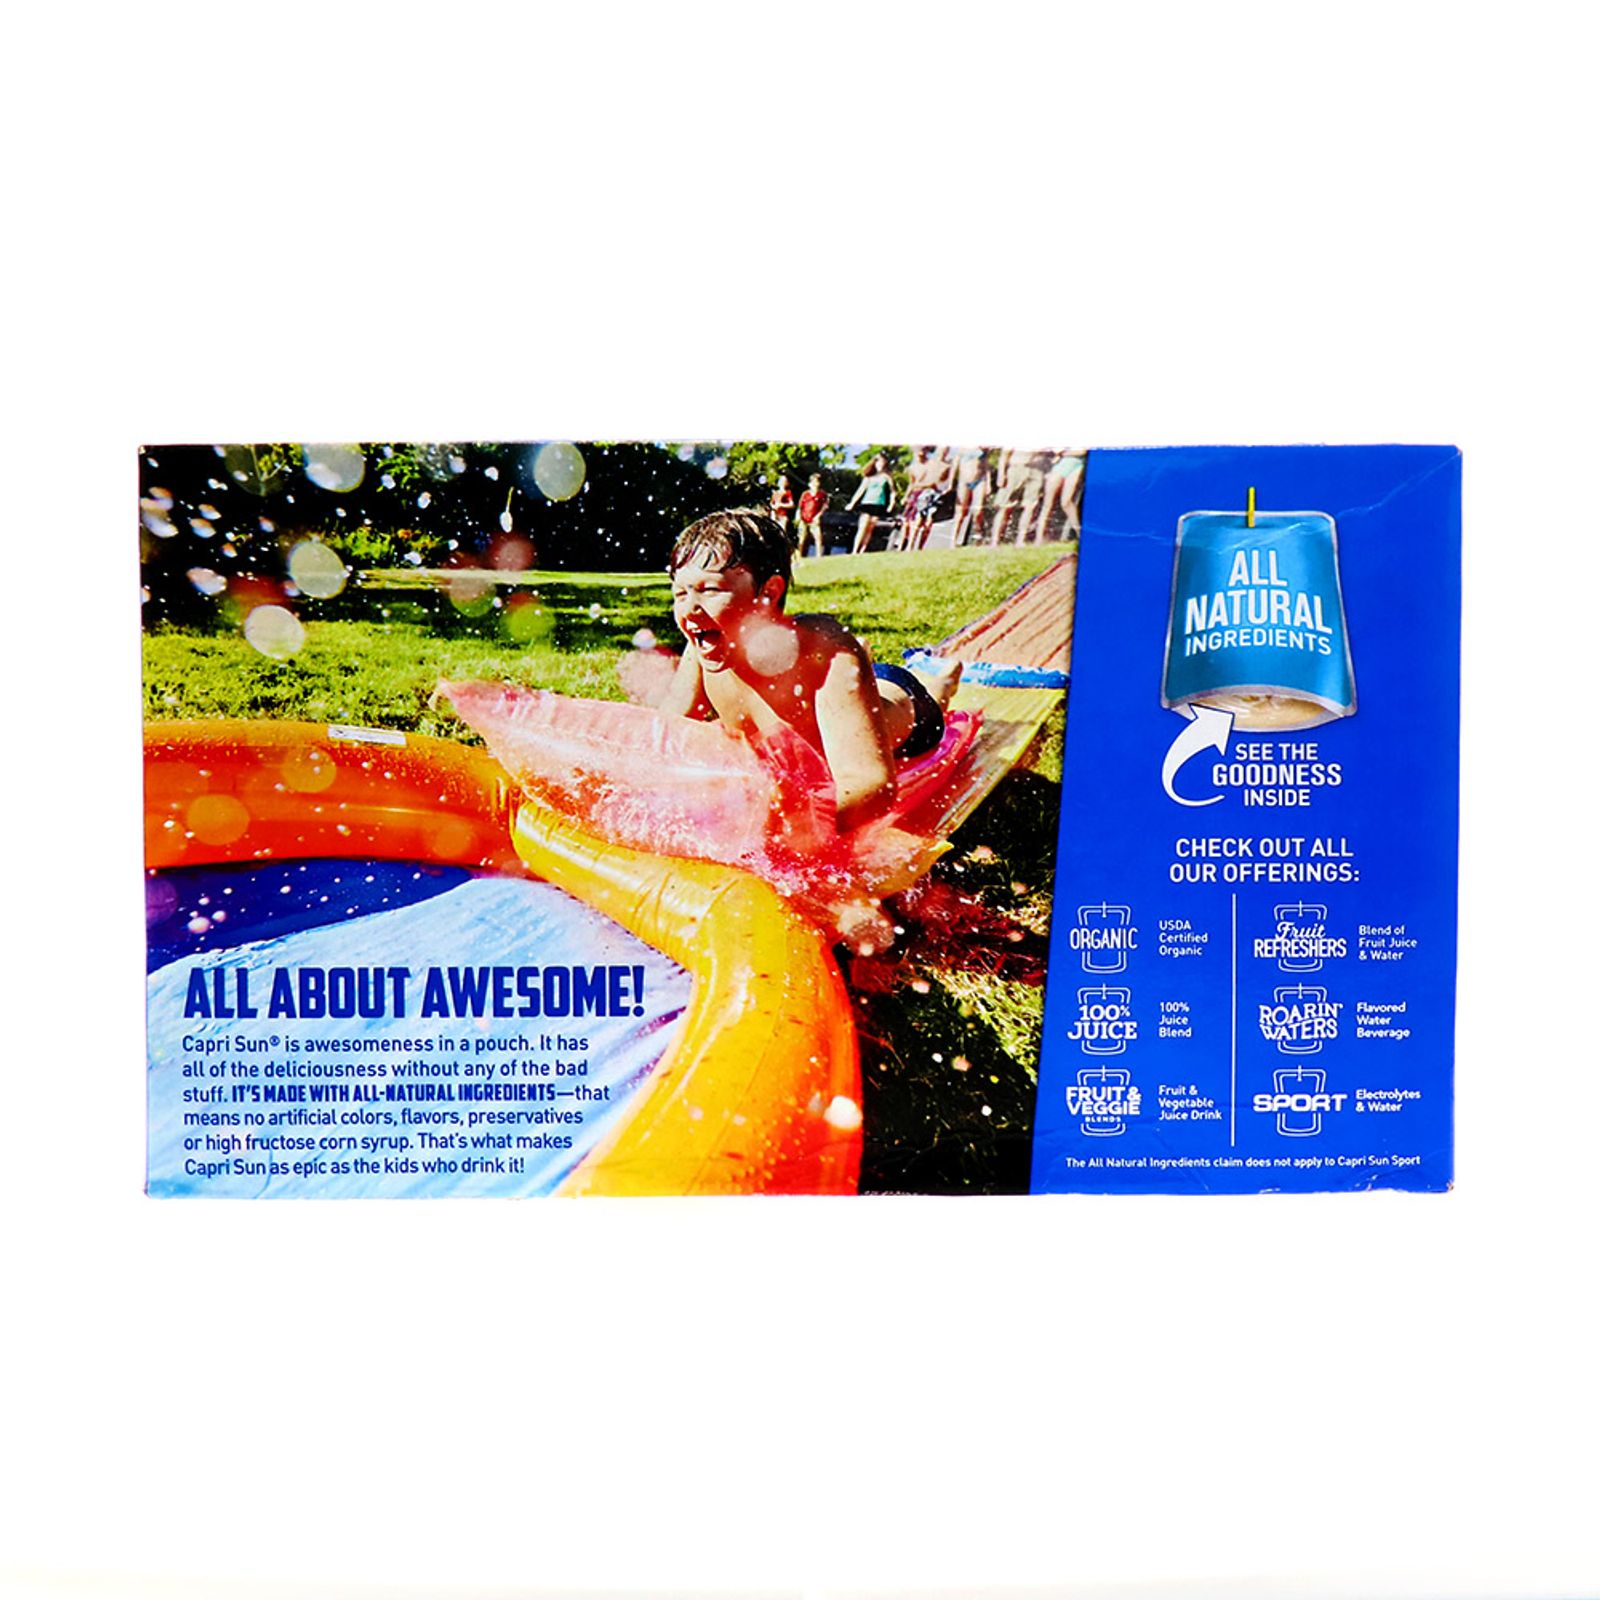 ALL ABOUT AWESOME!
Capri Sun® is awesomeness in a pouch. It has
all of the deliciousness without any of the bad
stuff. IT'S MADE WITH ALL-NATURAL INGREDIENTS—that
means no artificial colors, flavors, preservatives
or high fructose corn syrup. That's what makes
Capri Sun as epic as the kids who drink it!
ALL
NATURAL
INGREDIENTS
SEE THE
GOODNESS
INSIDE
CHECK OUT ALL
OUR OFFERINGS:
ORGANIC
USDA
Certified
Organic
100%
JUICE
100%
Juice
Blend
FRUIT &
VEGGIE
BLENDS
Fruit &
Vegetable
Juice Drink
Fruit
REFRESHERS
Blend of
Fruit Juice
& Water
ROARIN'
WATERS
Flavored
Water
Beverage
SPORT
Electrolytes
& Water
The All Natural Ingredients claim does not apply to Capri Sun Sport